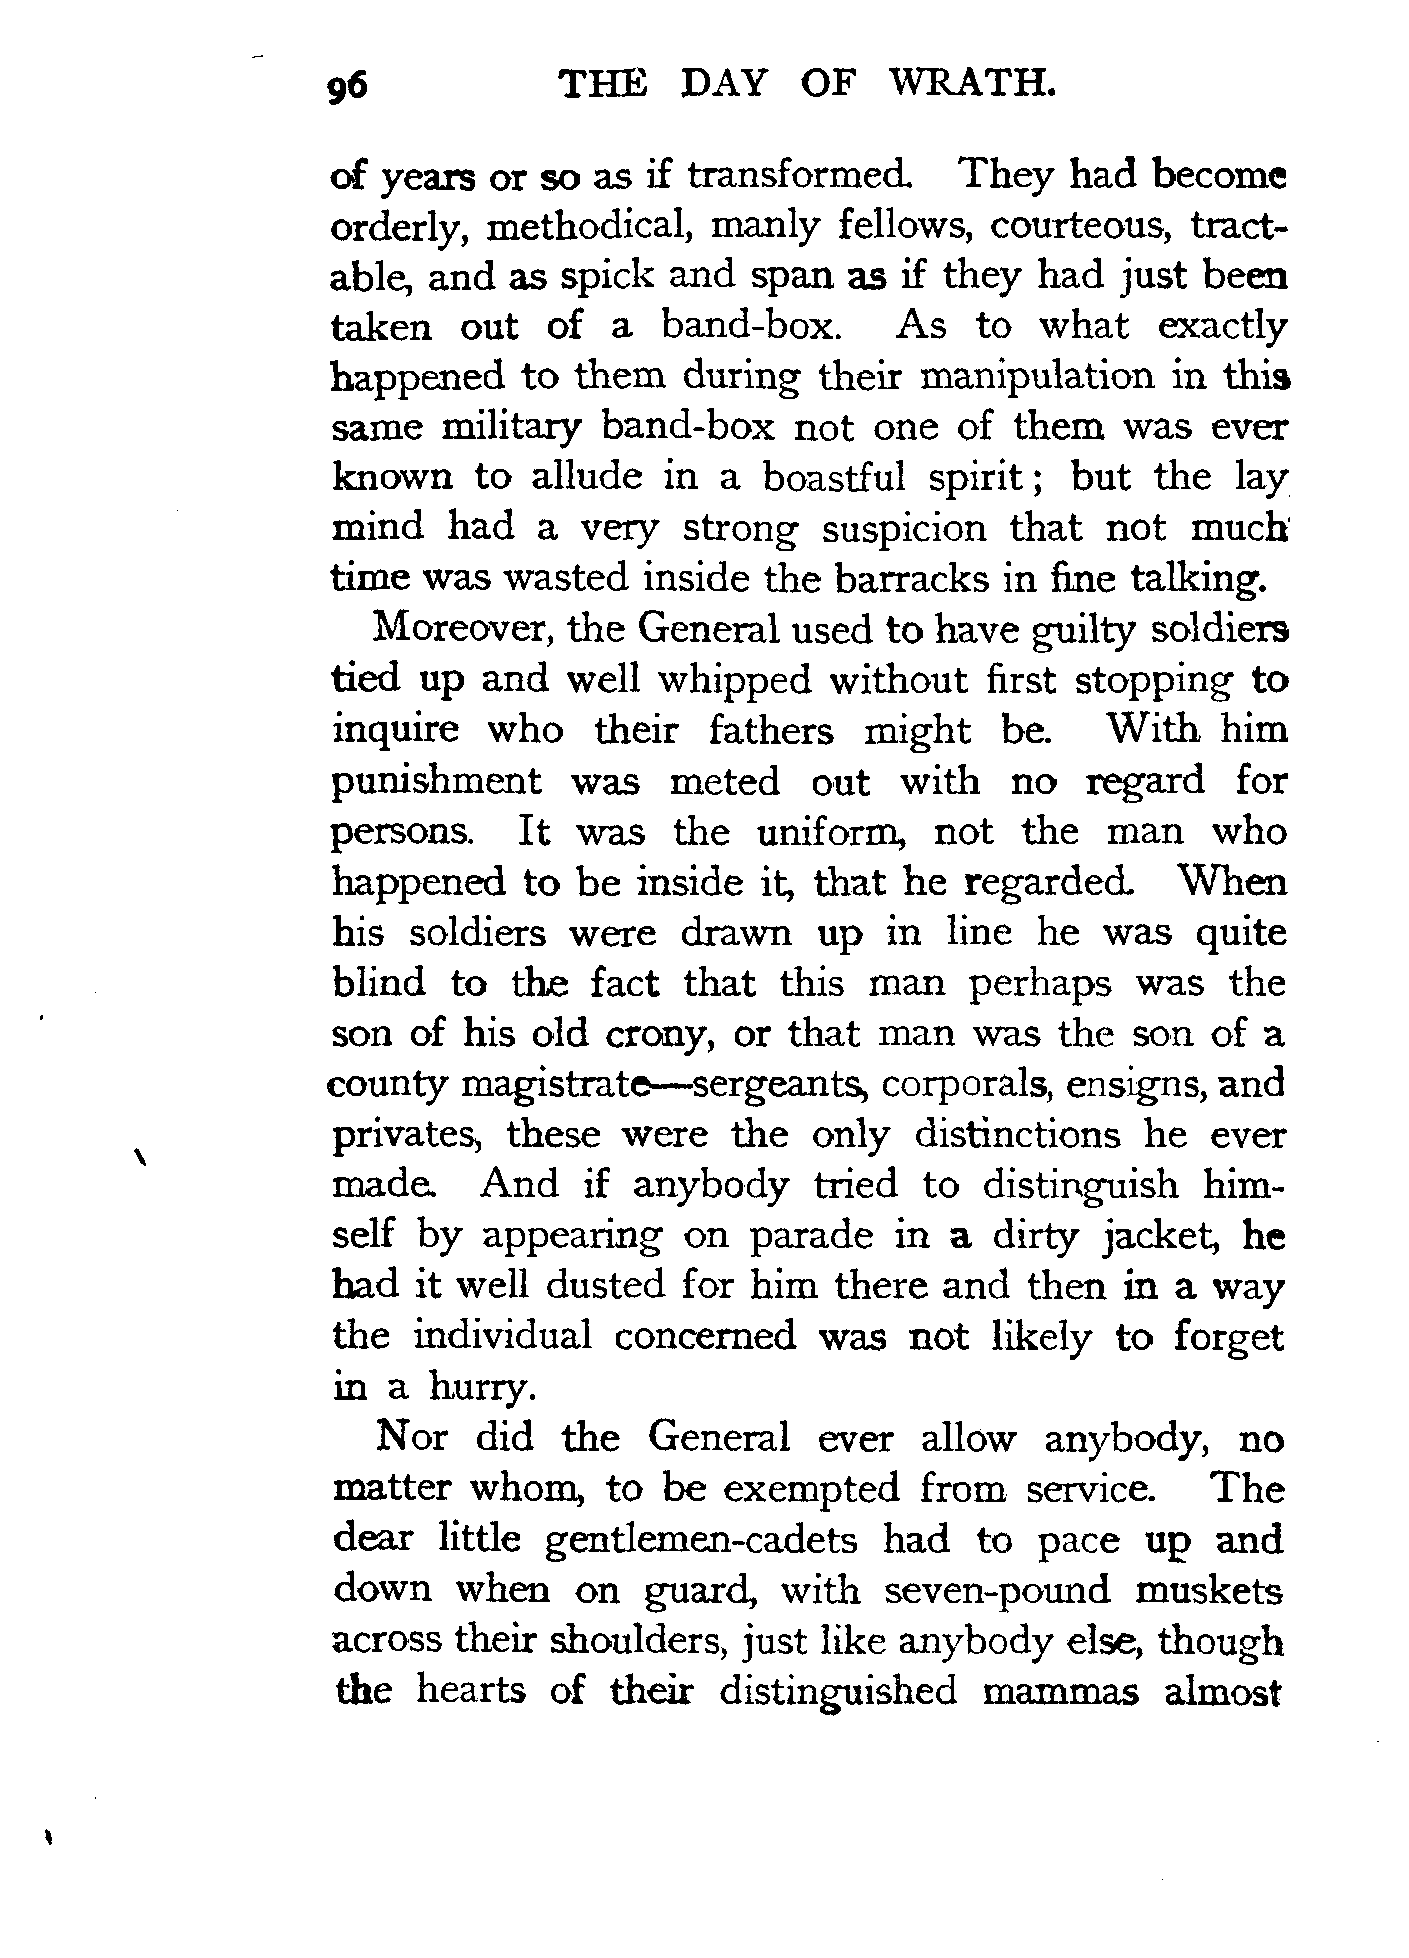 96 THE DAY OF WRATH.
of years or so as if transformed. They had become
orderly, methodical, manly fellows, courteous, tract-
able, and as spick and span as if they had just been
taken out of a band-box. As to what exactly
happened to them during their manipulation in this
same military band-box not one of them was ever
known to allude in a boastful spirit; but the lay
mind had a very strong suspicion that not much
time was wasted inside the barracks in fine talking.
Moreover, the General used to have guilty soldiers
tied up and well whipped without first stopping to
inquire who their fathers might be. With him
punishment was meted out with no regard for
persons. It was the uniform, not the man who
happened to be inside it, that he regarded. When
his soldiers were drawn up in line he was quite
blind to the fact that this man perhaps was the
son of his old crony, or that man was the son of a
county magistrate—sergeants, corporals, ensigns, and
privates, these were the only distinctions he ever
made. And if anybody tried to distinguish him-
self by appearing on parade in a dirty jacket, he
had it well dusted for him there and then in a way
the individual concerned was not likely to forget
in a hurry.
Nor did the General ever allow anybody, no
matter whom, to be exempted from service. The
dear little gentlemen-cadets had to pace up and
down when on guard, with seven-pound muskets
across their shoulders, just like anybody else, though
the hearts of their distinguished mammas almost